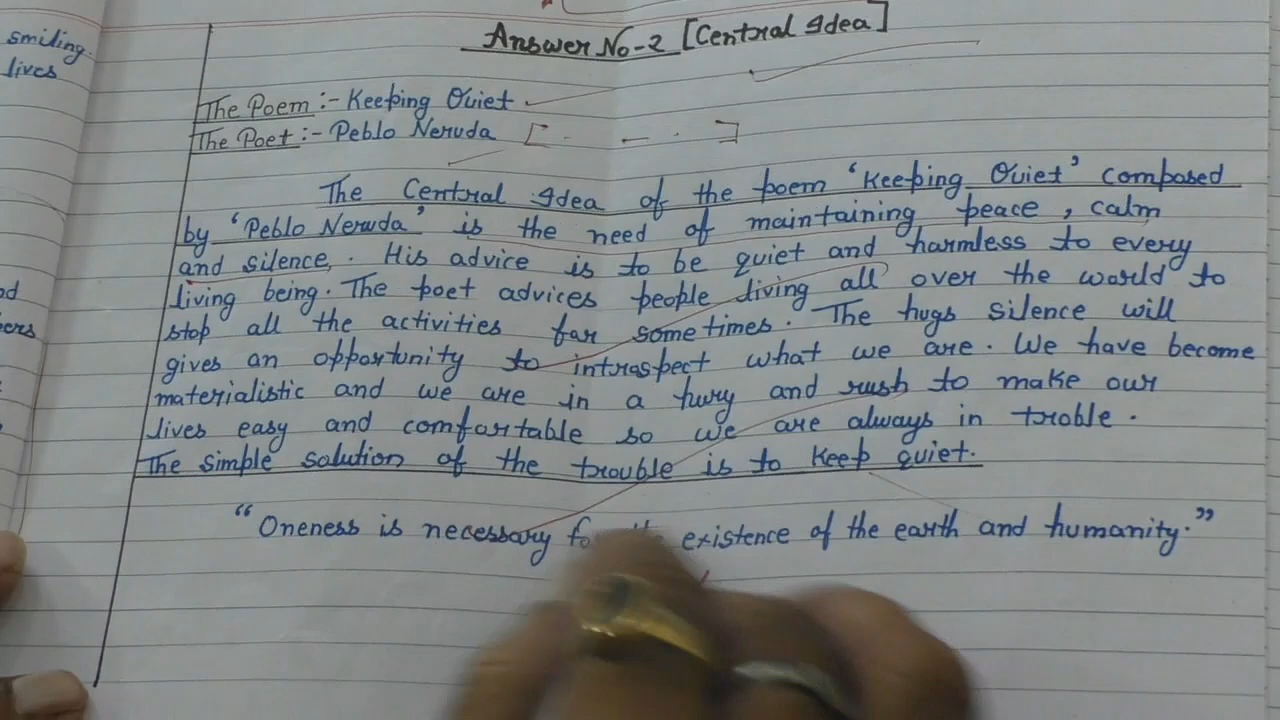 smiling.
lives
Answer No-2 [Central Idea]
The Poem :- Keeping Quiet
The Poet :- Peblo Neruda
The Central Idea of the poem 'Keeping Quiet' composed
by 'Peblo Neruda' is the need of maintaining peace, calm
and silence, . His advice is to be quiet and harmless to every
living being. The poet advices people living all over the world to
stop all the activities for sometimes. The hugs silence will
gives an opportunity to intraspect what we are. We have become
materialistic and we are in a hury and rush to make our
lives easy and comfortable so we are always in troble.
The simple solution of the trouble is to keep quiet.
"Oneness is necessary existence of the earth and humanity."